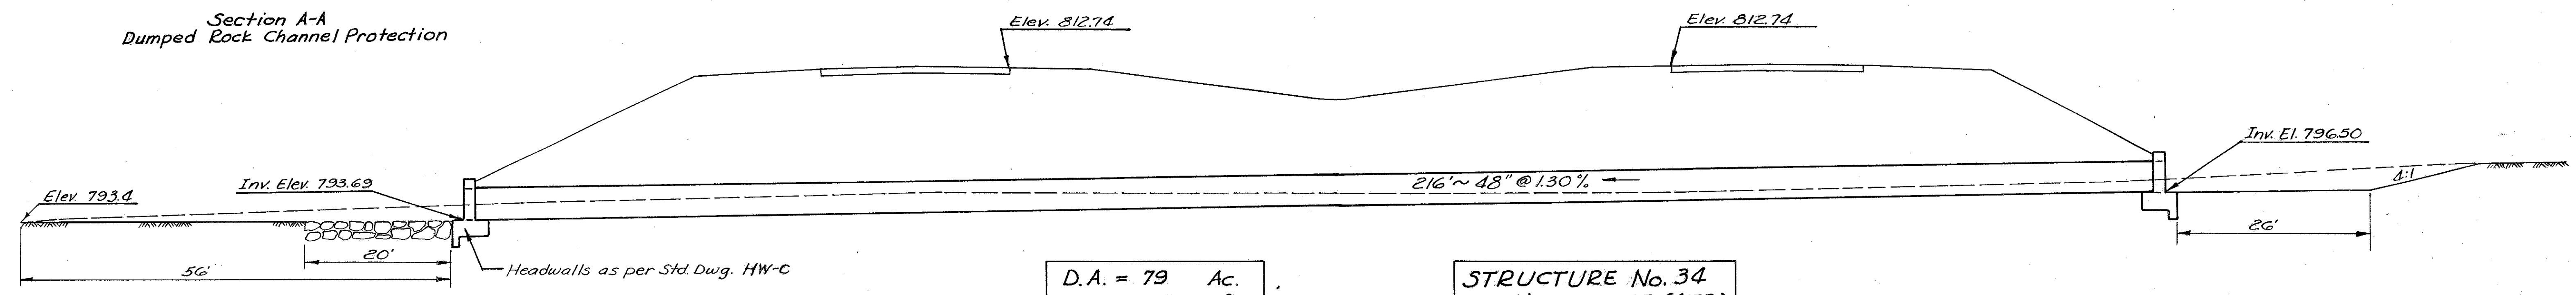 Section A-A
Dumped Rock Channel Protection
Elev. 812.74
Elev. 812.74
Inv. El. 796.50
Inv. Elev. 793.69
Elev. 793.4
216' ~ 48" @ 1.30 %
4:1
20'
56'
26'
Headwalls as per Std. Dwg. HW-C
D.A. = 79 Ac.
STRUCTURE No. 34